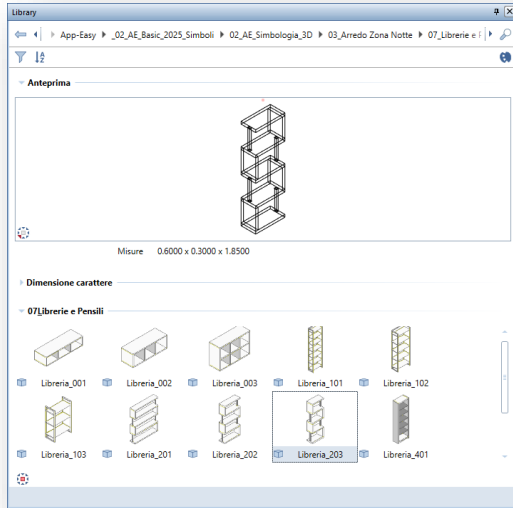 Library
App-Easy _02_AE_Basic_2025_Simboli 02_AE_Simbologia_3D 03_Arredo Zona Notte 07_Librerie e
A
Z
Anteprima
Misure 0.6000 x 0.3000 x 1.8500
Dimensione carattere
07Librerie e Pensili
Libreria_001 Libreria_002 Libreria_003 Libreria_101 Libreria_102
Libreria_103 Libreria_201 Libreria_202 Libreria_203 Libreria_401